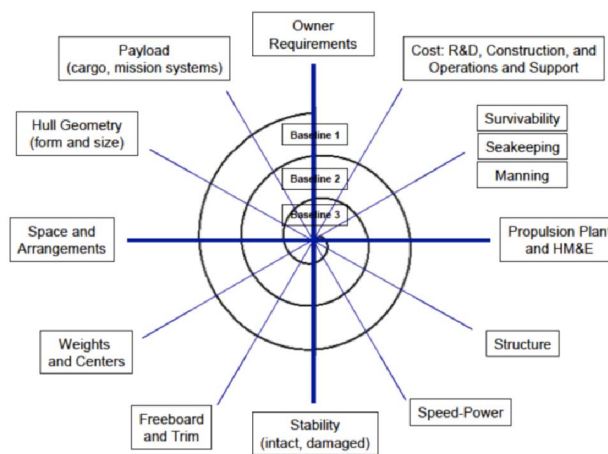 Owner
Requirements
Payload
(cargo, mission systems)
Cost: R&D, Construction, and
Operations and Support
Hull Geometry
(form and size)
Baseline 1
Baseline 2
Baseline 3
Survivability
Seakeeping
Manning
Space and
Arrangements
Propulsion Plant
and HM&E
Weights
and Centers
Structure
Freeboard
and Trim
Stability
(intact, damaged)
Speed-Power